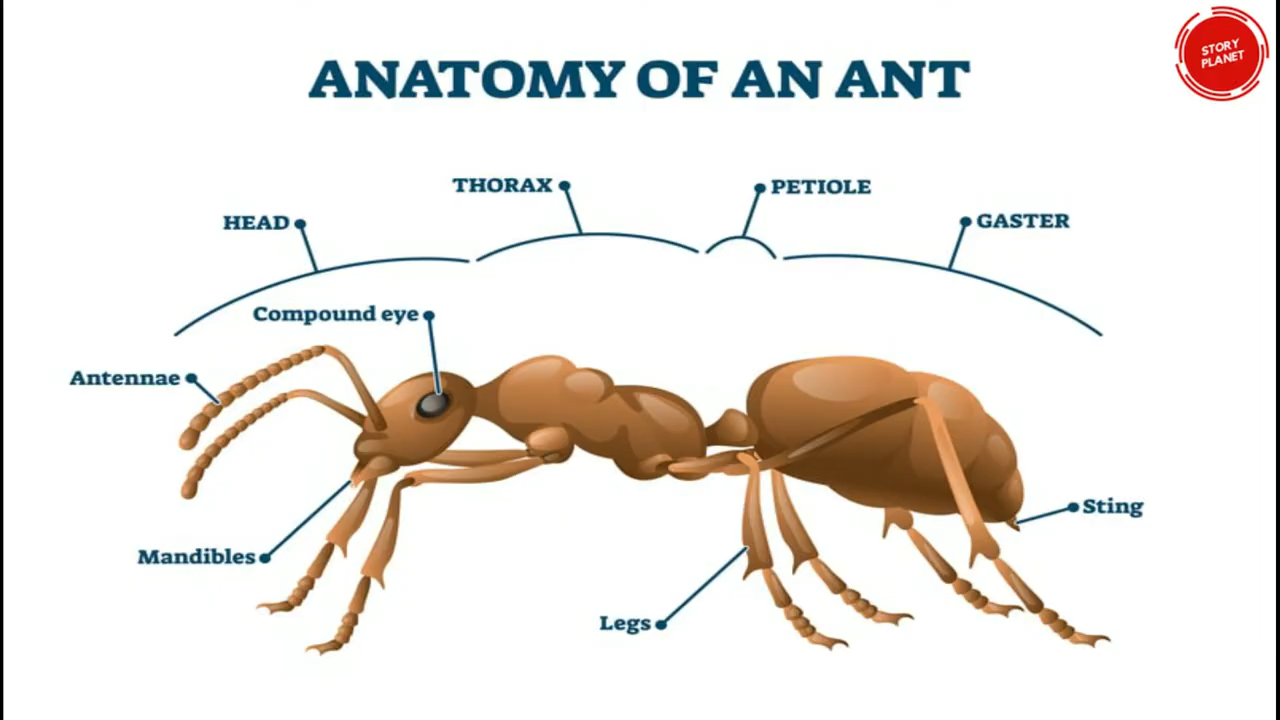 STORY
PLANET
ANATOMY OF AN ANT
THORAX
PETIOLE
HEAD
GASTER
Compound eye
Antennae
Sting
Mandibles
Legs